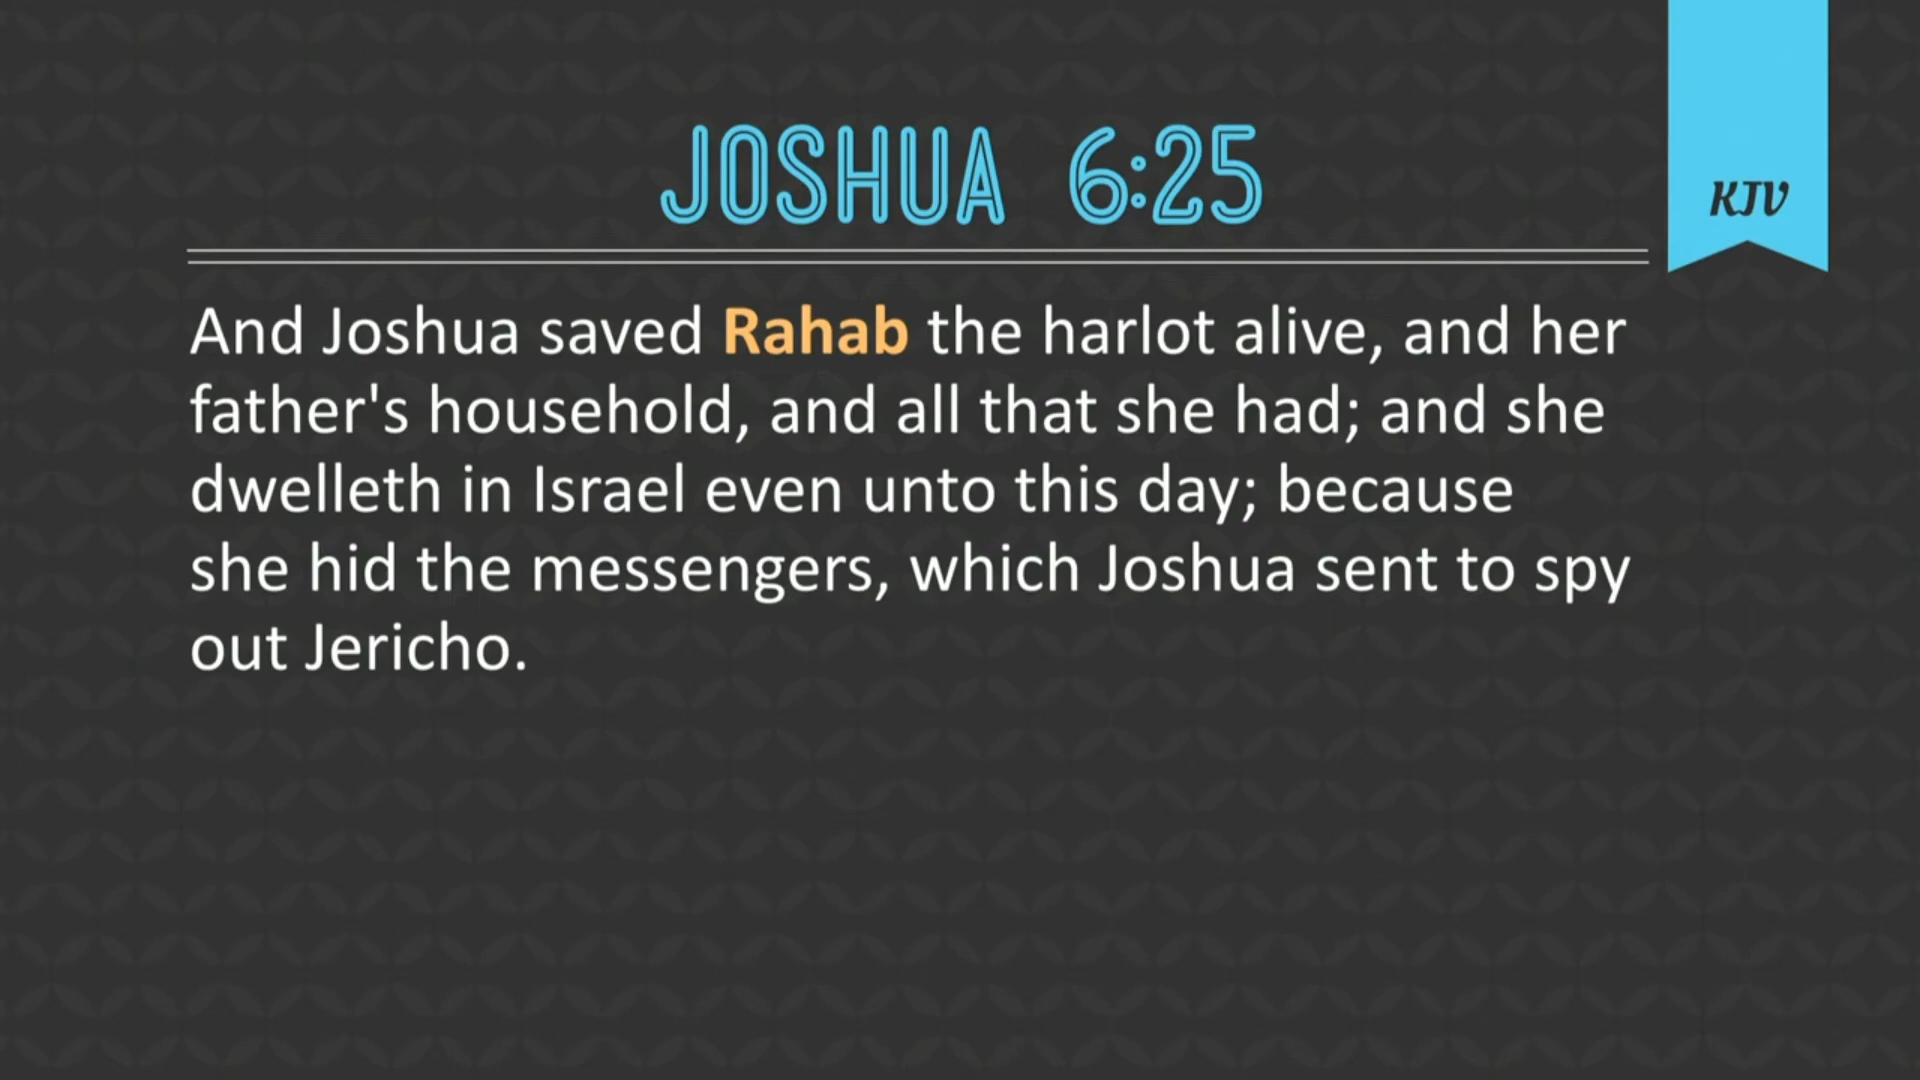 JOSHUA 6:25
KJV
And Joshua saved Rahab the harlot alive, and her
father's household, and all that she had; and she
dwelleth in Israel even unto this day; because
she hid the messengers, which Joshua sent to spy
out Jericho.